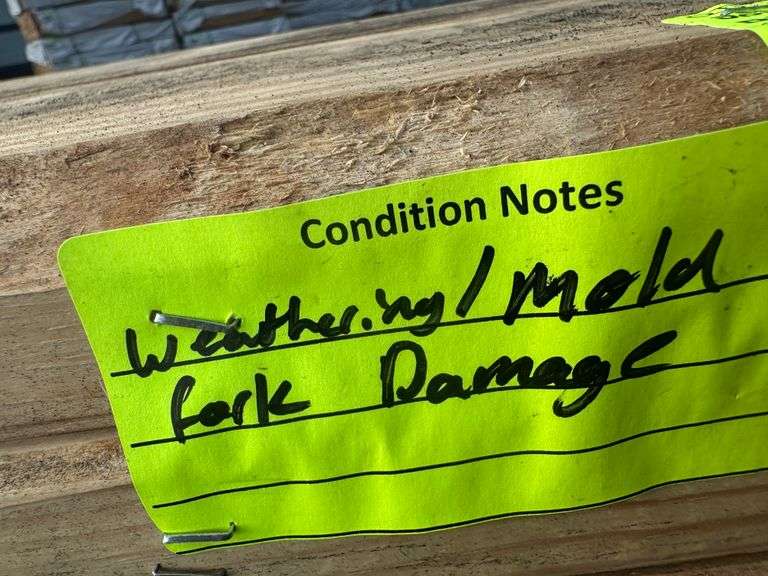 Condition Notes
Weathering/Mold
fork Damage